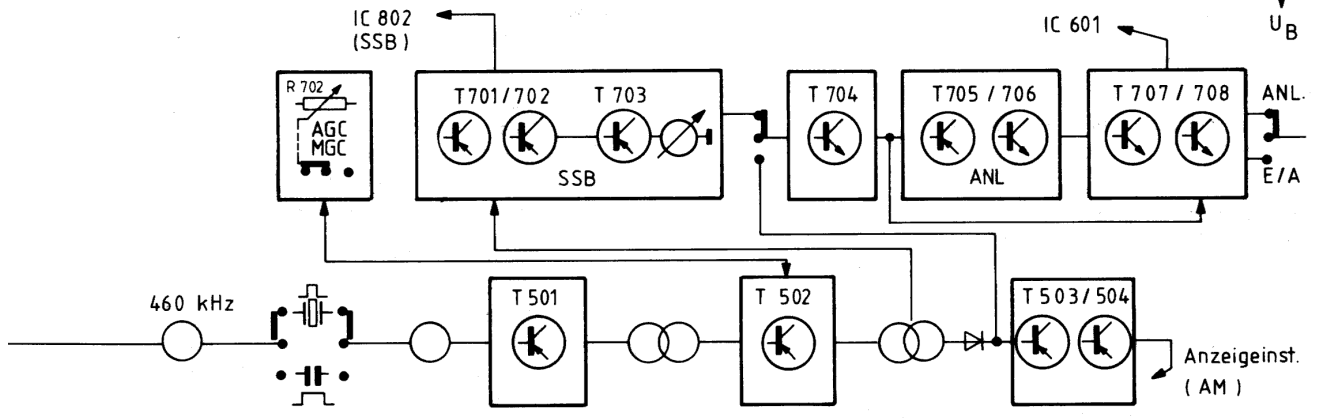 IC 802
(SSB)
IC 601
U B
R 702
AGC
MGC
T701/702
T 703
SSB
T 704
T705 / 706
ANL
T 707 / 708
ANL.
E/A
460 kHz
T 501
T 502
T 503/504
Anzeigeinst.
(AM)